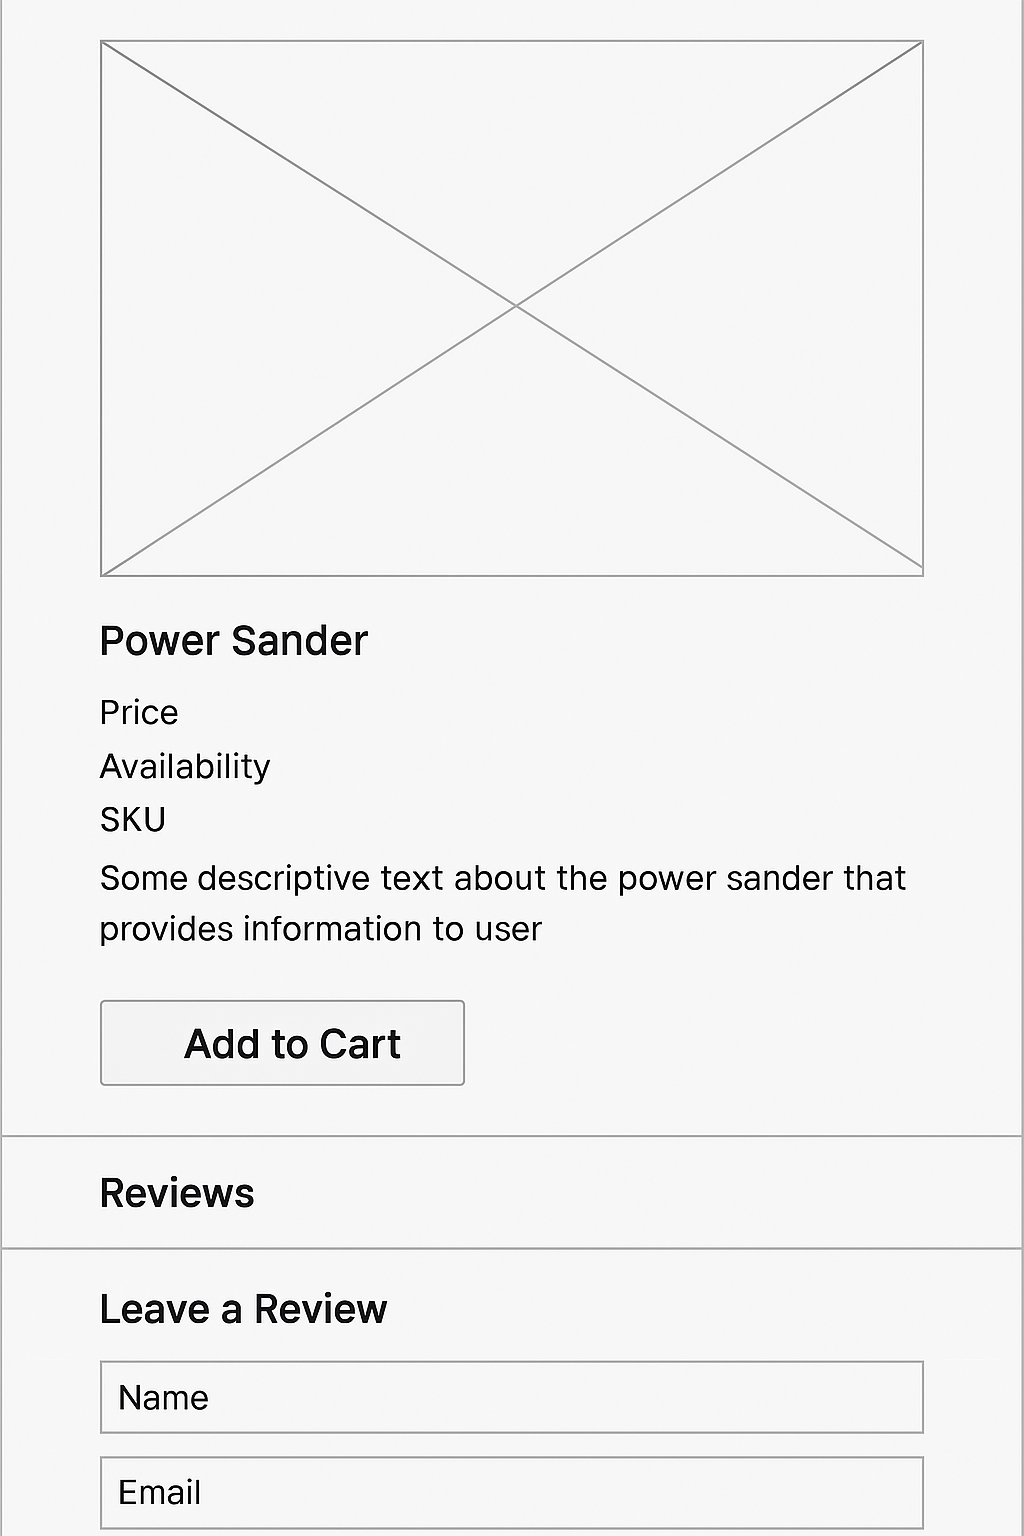 Power Sander
Price
Availability
SKU
Some descriptive text about the power sander that
provides information to user
Add to Cart
Reviews
Leave a Review
Name
Email